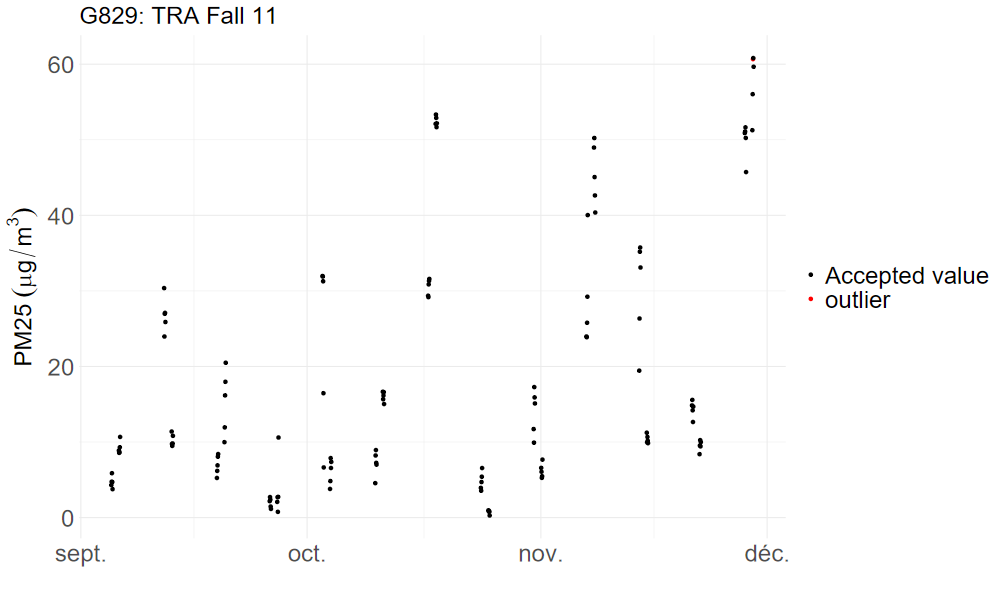 G829: TRA Fall 11
60
40
20
0
PM25 (μg/m³)
sept.
oct.
nov.
déc.
Accepted value
outlier